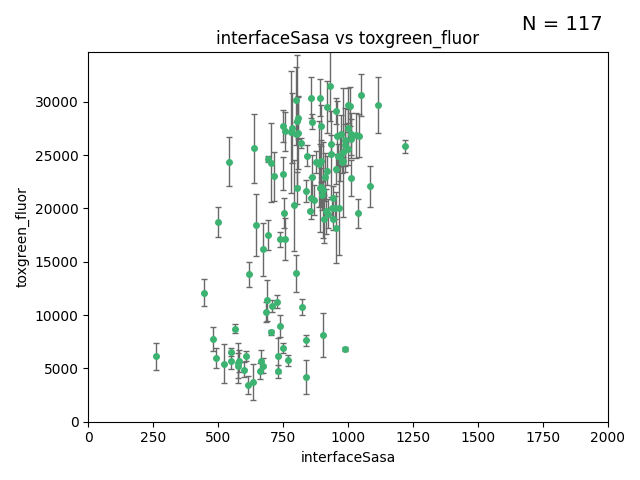 N = 117
interfaceSasa vs toxgreen_fluor
toxgreen_fluor
30000
25000
20000
15000
10000
5000
0
0 250 500 750 1000 1250 1500 1750 2000
interfaceSasa